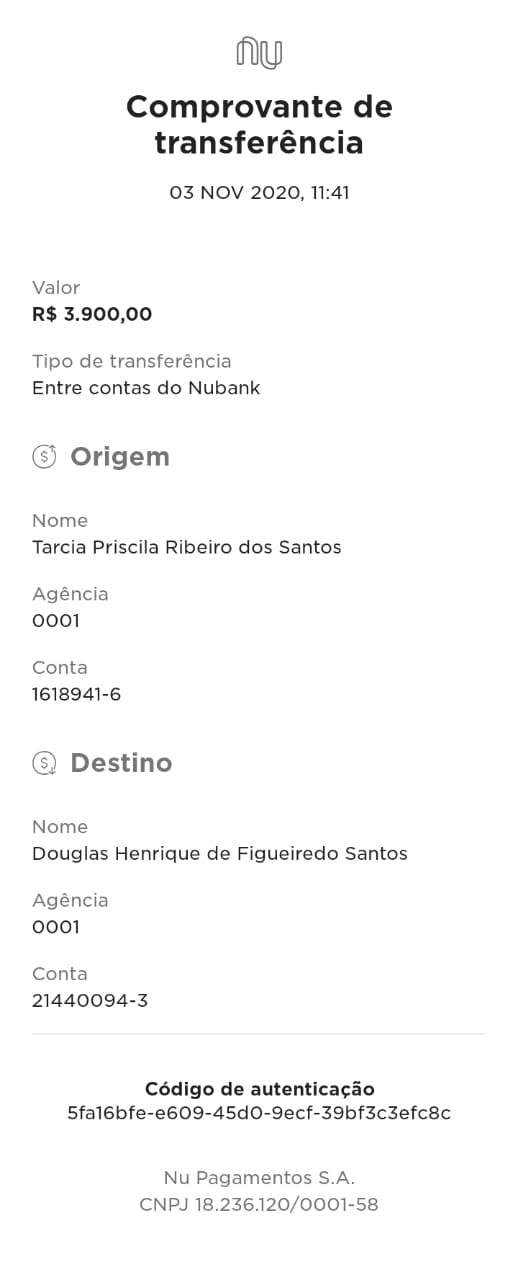 nu
Comprovante de
transferência
03 NOV 2020, 11:41
Valor
R$ 3.900,00
Tipo de transferência
Entre contas do Nubank
Origem
Nome
Tarcia Priscila Ribeiro dos Santos
Agência
0001
Conta
1618941-6
Destino
Nome
Douglas Henrique de Figueiredo Santos
Agência
0001
Conta
21440094-3
Código de autenticação
5fa16bfe-e609-45d0-9ecf-39bf3c3efc8c
Nu Pagamentos S.A.
CNPJ 18.236.120/0001-58